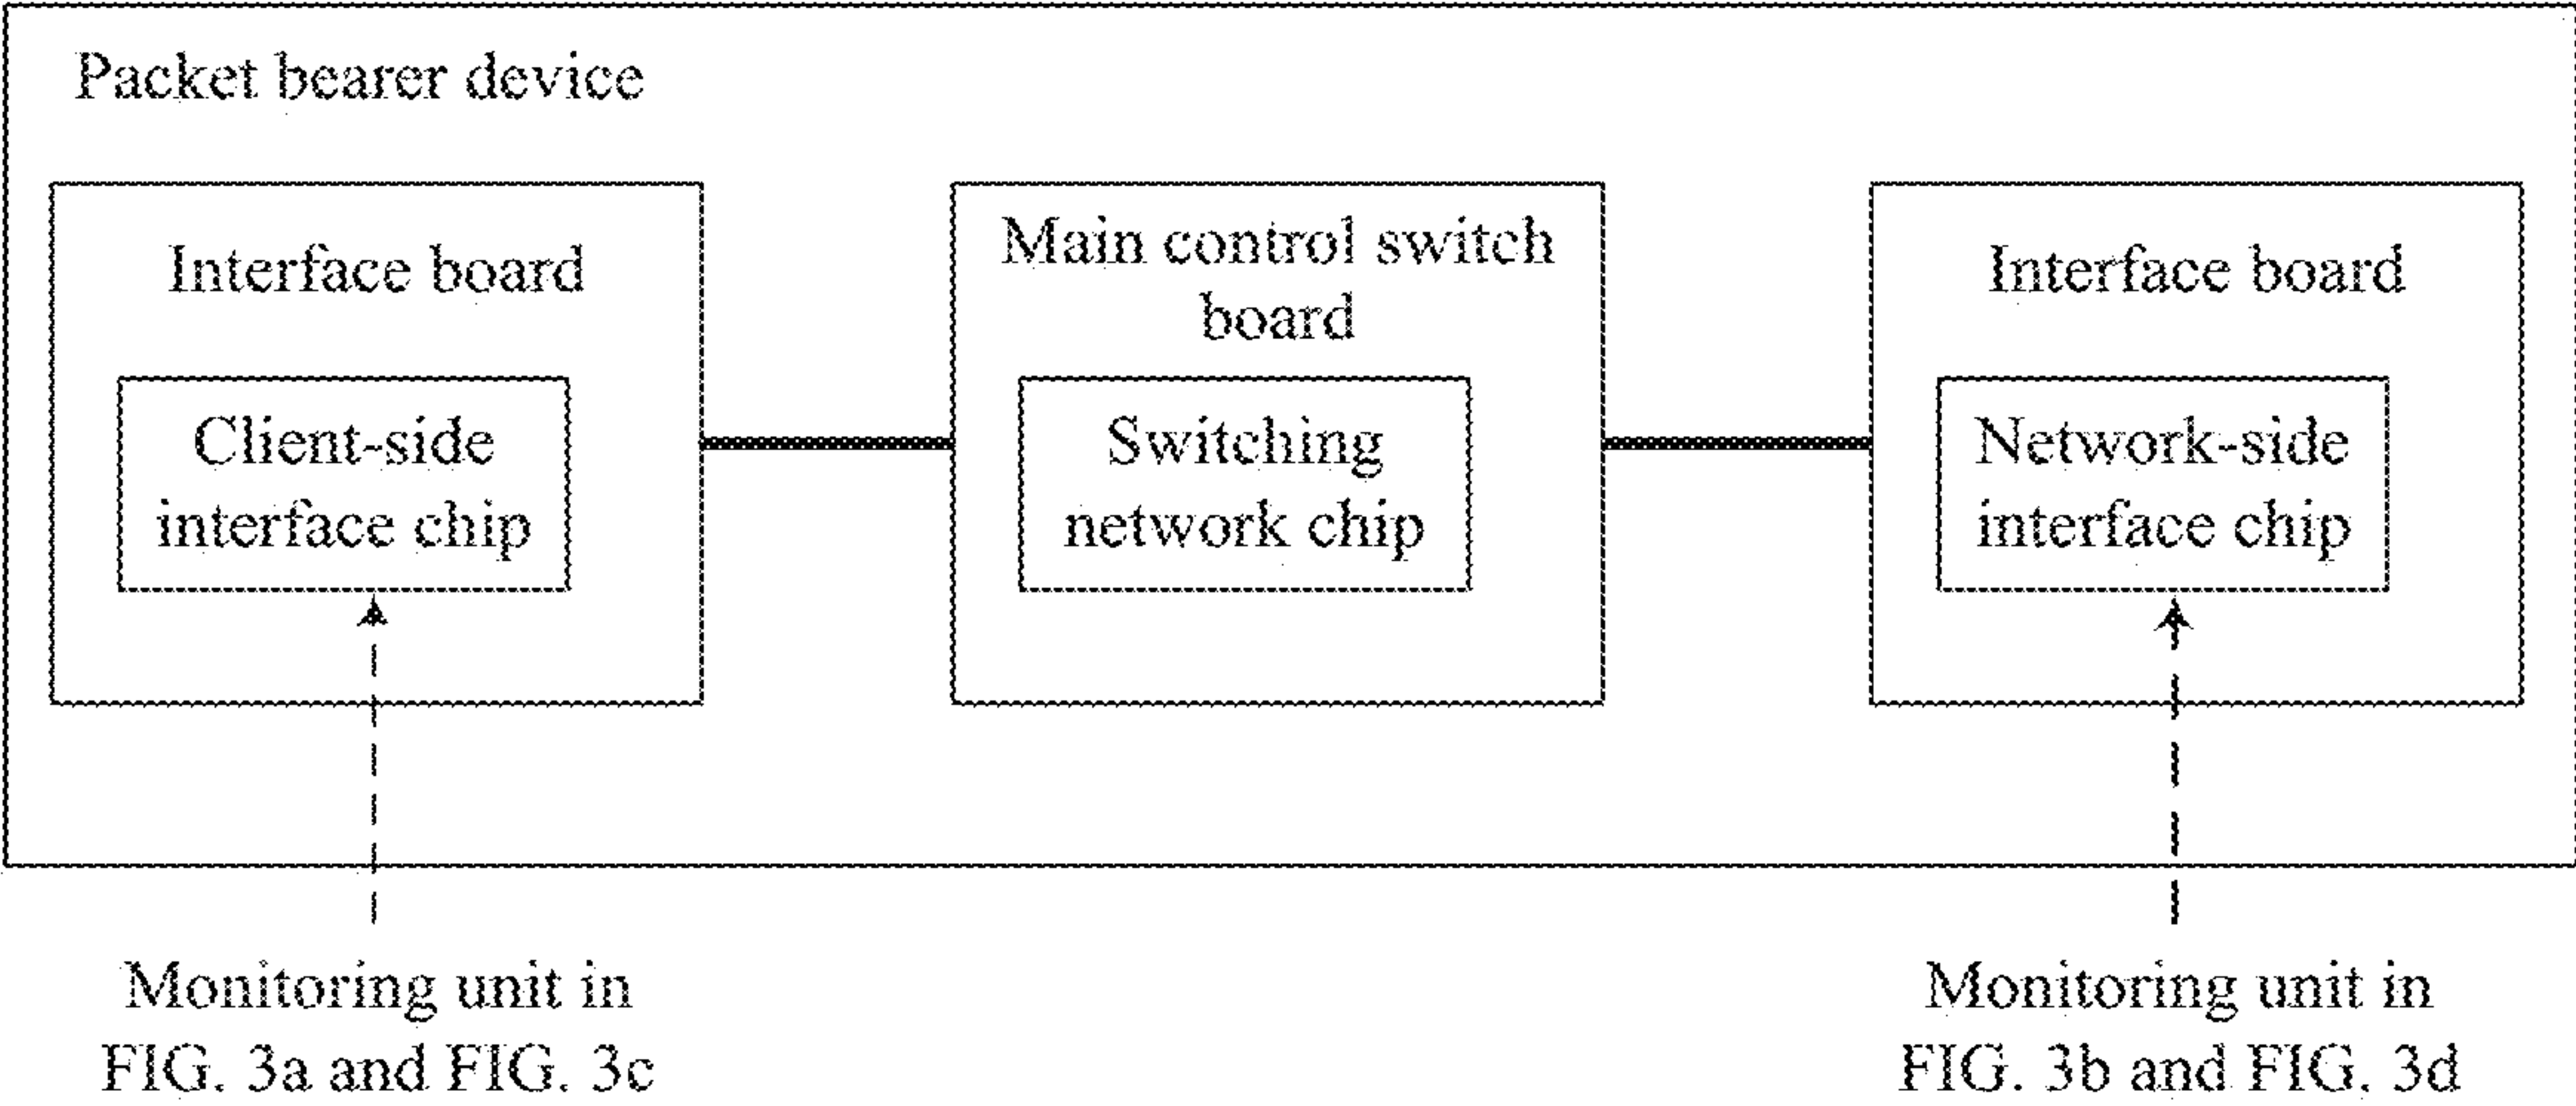 Packet bearer device
Interface board
Client-side
interface chip
Main control switch
board
Switching
network chip
Interface board
Network-side
interface chip
Monitoring unit in
FIG. 3a and FIG. 3c
Monitoring unit in
FIG. 3b and FIG. 3d